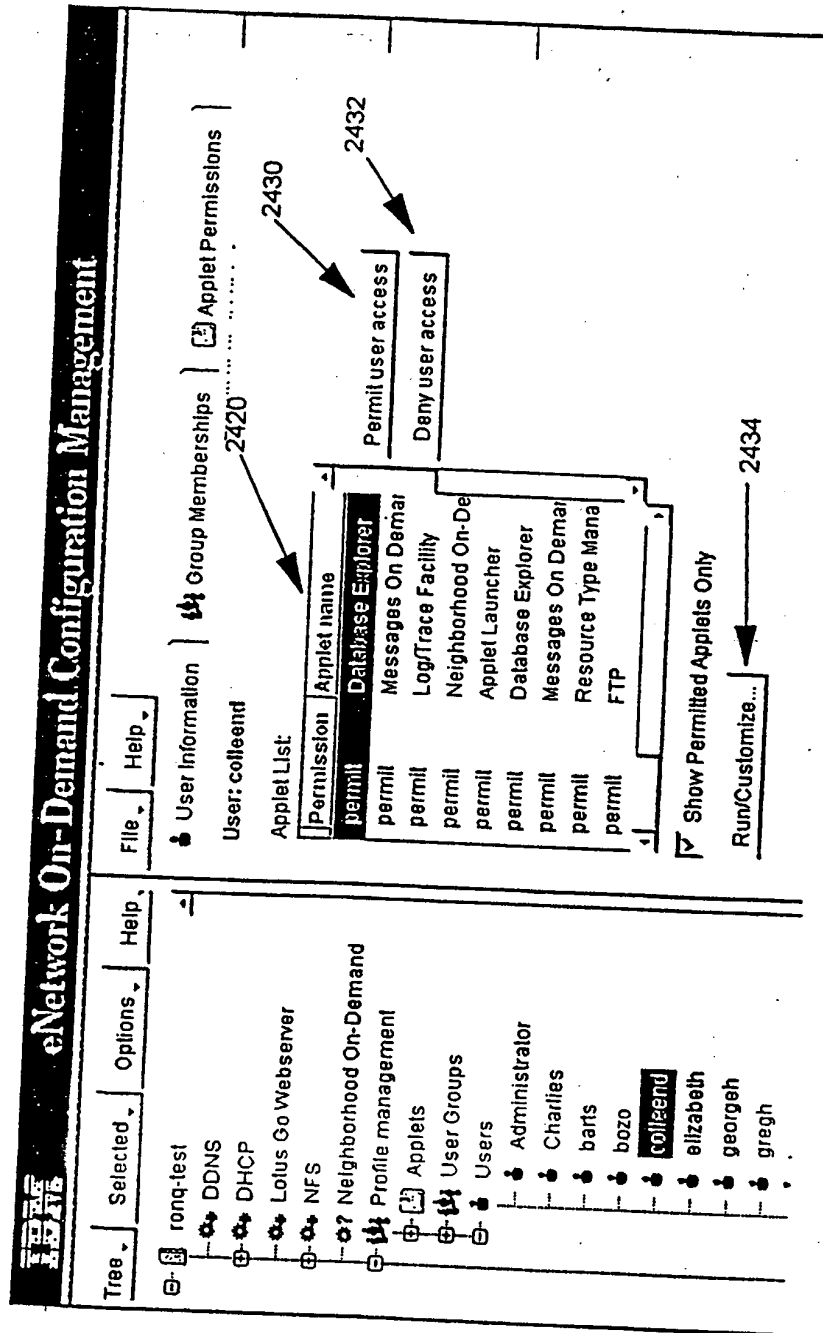 IBM eNetwork On-Demand Configuration Management
Tree Selected Options Help
ronq-test
DDNS
DHCP
Lotus Go Webserver
NFS
Neighborhood On-Demand
Profile management
Applets
User Groups
Users
Administrator
Charlies
barts
bozo
colleend
elizabeth
georgeh
gregh
File Help
User Information Group Memberships Applet Permissions
User: colleend
Applet List:
2420
Permission Applet name
permit Database Explorer
permit Messages On Deman
permit Log/Trace Facility
permit Neighborhood On-De
permit Applet Launcher
permit Database Explorer
permit Messages On Deman
permit Resource Type Mana
permit FTP
Permit user access
2430
Deny user access
2432
Show Permitted Applets Only
Run/Customize...
2434